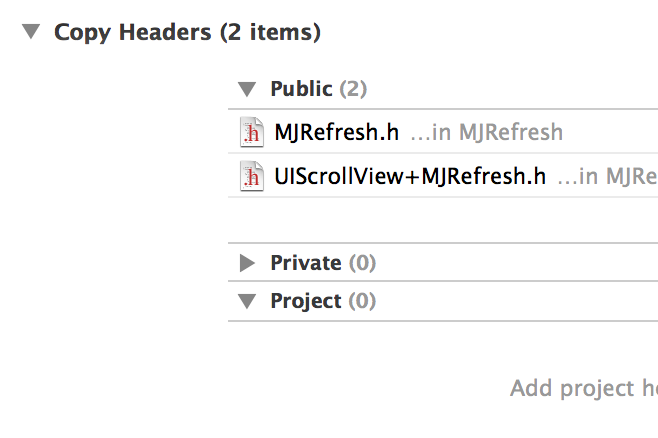 Copy Headers (2 items)
Public (2)
MJRefresh.h ...in MJRefresh
UIScrollView+MJRefresh.h ...in MJRe
Private (0)
Project (0)
Add project he